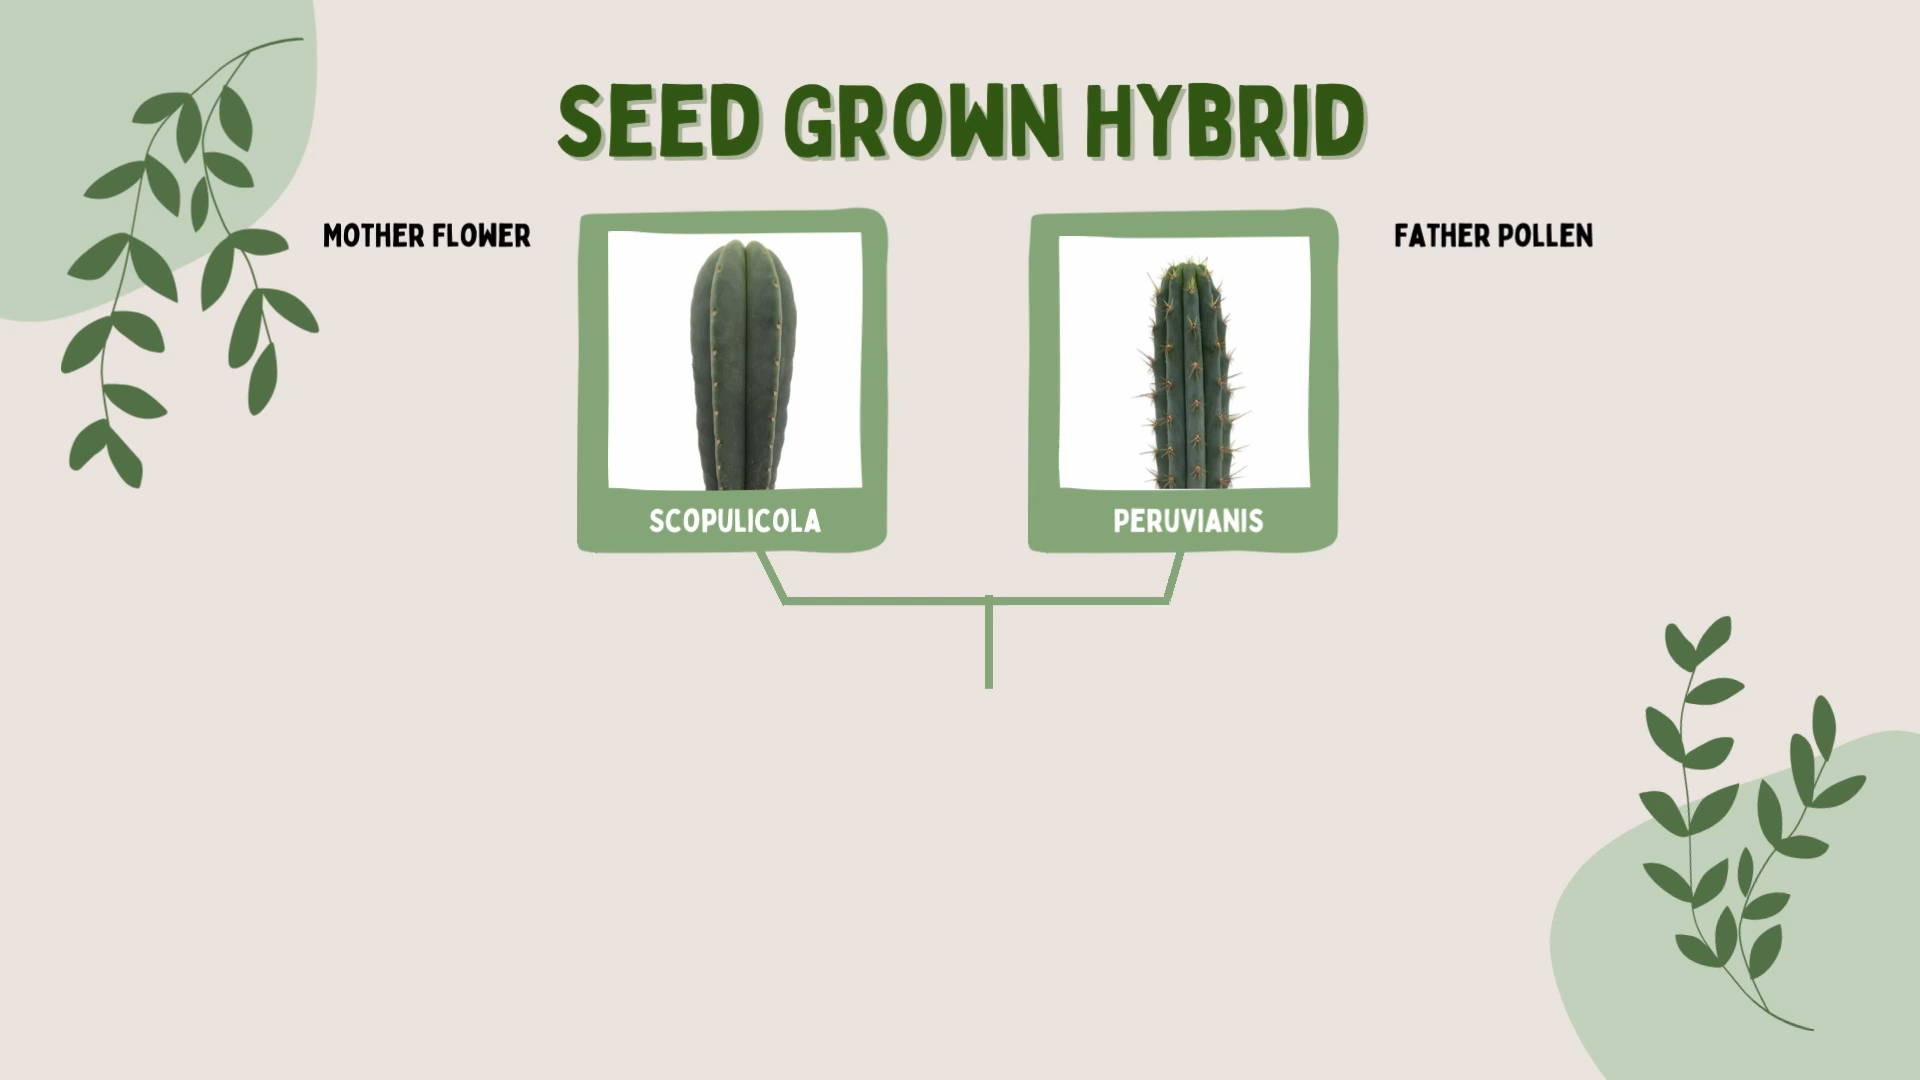 SEED GROWN HYBRID
MOTHER FLOWER
FATHER POLLEN
SCOPULICOLA
PERUVIANIS